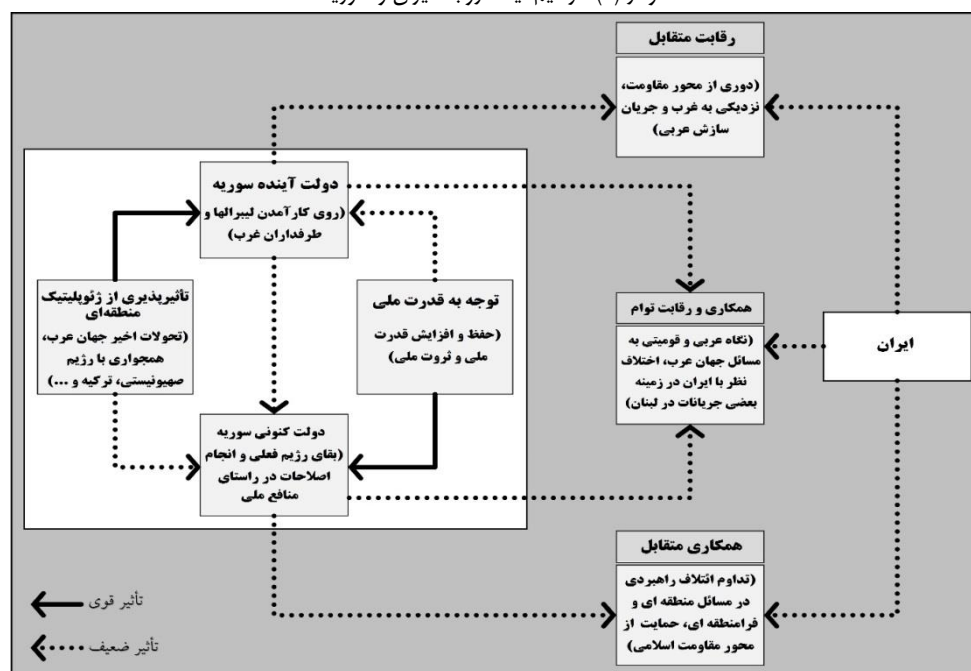 رقابت متقابل
(دوری از محور مقاومت،
نزدیکی به غرب و جریان
سازش عربی)
دولت آینده سوریه
(روی کارآمدن لیبرالها و
طرفداران غرب)
تأثیرپذیری از ژئوپلیتیک
منطقه‌ای
(تحولات اخیر جهان عرب،
همجواری با رژیم
صهیونیستی، ترکیه و ...)
توجه به قدرت ملی
(حفظ و افزایش قدرت
ملی و ثروت ملی)
همکاری و رقابت توام
(نگاه عربی و قومیتی به
مسائل جهان عرب، اختلاف
نظر با ایران در زمینه
بعضی جریانات در لبنان)
ایران
دولت کنونی سوریه
(بقای رژیم فعلی و انجام
اصلاحات در راستای
منافع ملی
همکاری متقابل
(تداوم ائتلاف راهبردی
در مسائل منطقه ای و
فرامنطقه ای، حمایت از
محور مقاومت اسلامی)
تأثیر قوی
تأثیر ضعیف